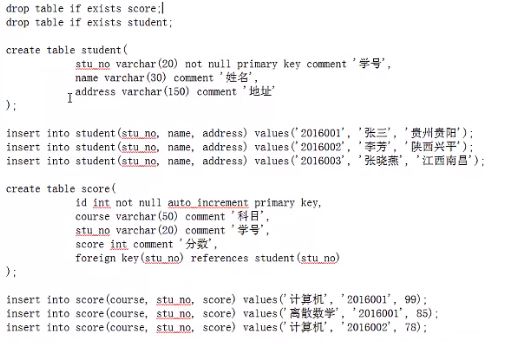 drop table if exists score;
drop table if exists student;
create table student(
stu_no varchar(20) not null primary key comment '学号',
name varchar(30) comment '姓名',
address varchar(150) comment '地址'
);
insert into student(stu_no, name, address) values('2016001', '张三', '贵州贵阳');
insert into student(stu_no, name, address) values('2016002', '李芳', '陕西兴平');
insert into student(stu_no, name, address) values('2016003', '张晓燕', '江西南昌');
create table score(
id int not null auto_increment primary key,
course varchar(50) comment '科目',
stu_no varchar(20) comment '学号',
score int comment '分数',
foreign key(stu_no) references student(stu_no)
);
insert into score(course, stu_no, score) values('计算机', '2016001', 99);
insert into score(course, stu_no, score) values('离散数学', '2016001', 85);
insert into score(course, stu_no, score) values('计算机', '2016002', 78);